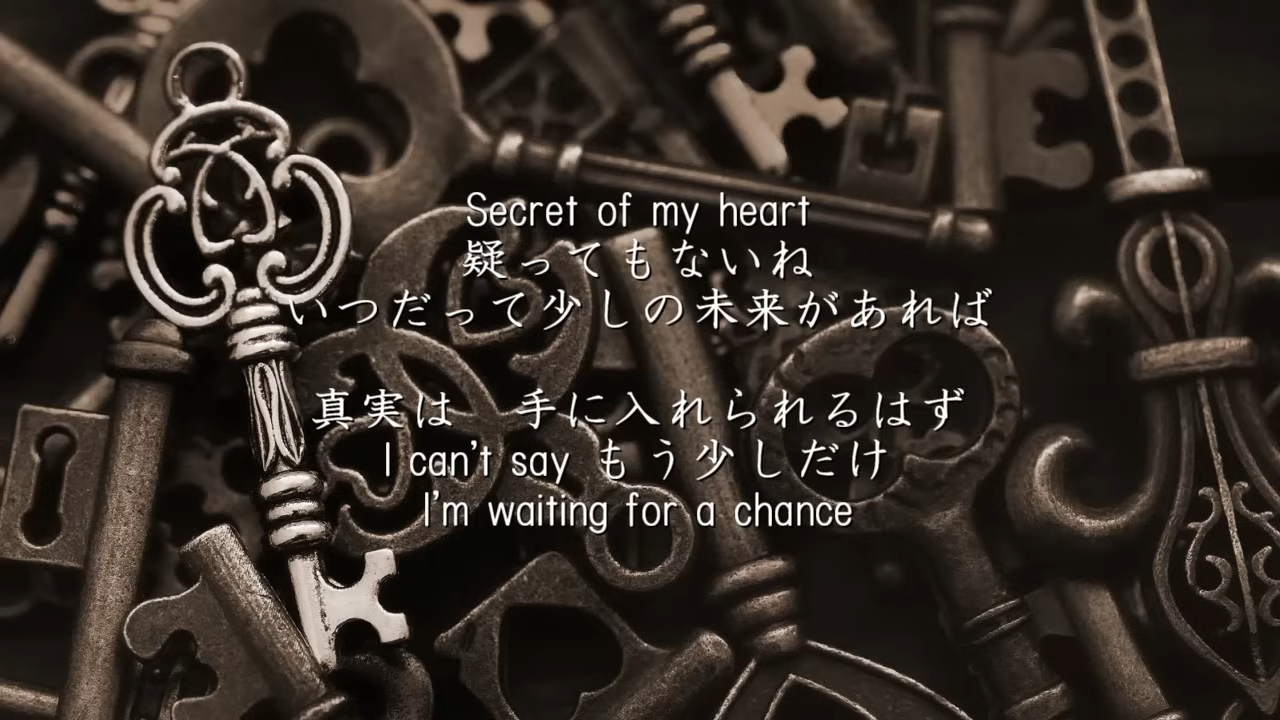 Secret of my heart
疑ってもないね
いつだって少しの未来があれば
真実は　手に入れられるはず
I can't say もう少しだけ
I'm waiting for a chance